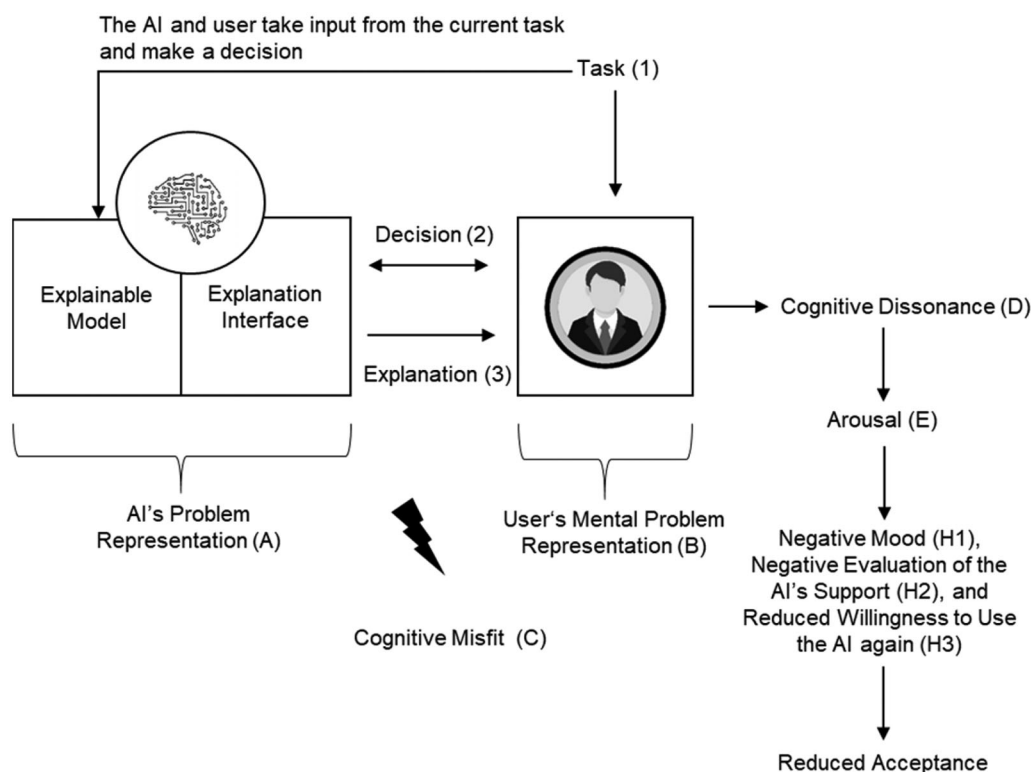 The AI and user take input from the current task
and make a decision
Task (1)
Decision (2)
Explainable
Model
Explanation
Interface
Explanation (3)
Cognitive Dissonance (D)
Arousal (E)
AI's Problem
Representation (A)
User‘s Mental Problem
Representation (B)
Cognitive Misfit (C)
Negative Mood (H1),
Negative Evaluation of the
AI's Support (H2), and
Reduced Willingness to Use
the AI again (H3)
Reduced Acceptance